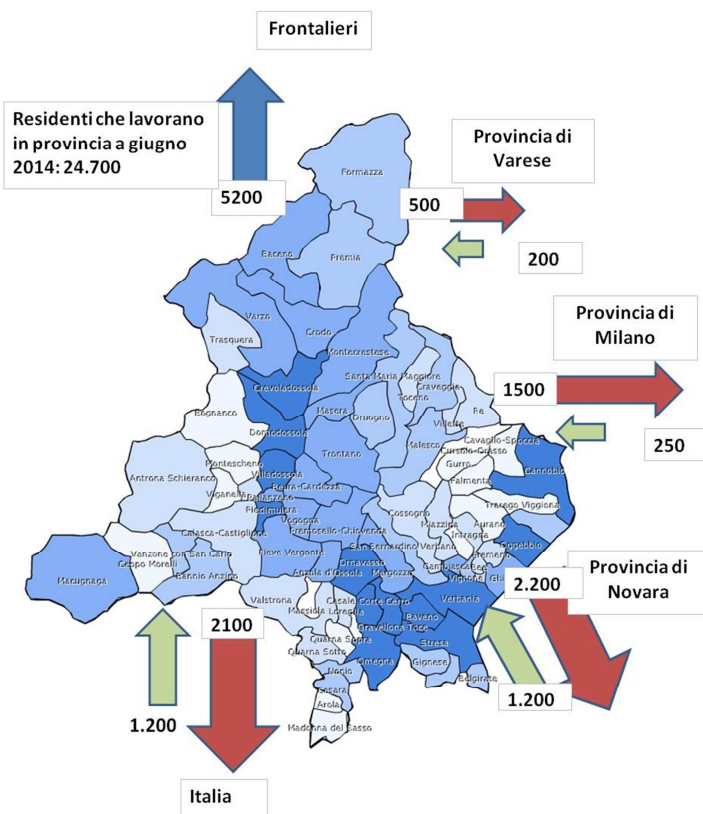 Frontalieri
Residenti che lavorano
in provincia a giugno
2014: 24.700
Provincia di
Varese
5200
500
200
Formazza
Baceno
Premia
Varzo
Crodo
Trasquera
Montecrestese
Provincia di
Milano
1500
250
Santa Maria Maggiore
Crevoladossola
Craveggia
Toceno
Re
Bognanco
Masera
Druogno
Villette
Domodossola
Malesco
Cavaglio-Spoccia
Cursolo-Orasso
Gurro
Trontano
Montescheno
Villadossola
Cannobio
Antrona Schieranco
Falmenta
Viganella
Beura-Cardezza
Pallanzeno
Trarego Viggiona
Piedimulera
Cossogno
Vogogna
Miazzina
Aurano
Calasca-Castiglione
Premosello-Chiovenda
Intragna
San Bernardino Verbano
Oggebbio
Vanzone con San Carlo
Pieve Vergonte
Premeno
Ceppo Morelli
Ornavasso
Cambiasca
Bee
Macugnaga
Bannio Anzino
Anzola d'Ossola
Mergozzo
Vignone
2.200
Provincia di
Novara
Valstrona
Casale Corte Cerro
Verbania
Massiola
Loreglia
Baveno
2100
Gravellona Toce
Quarna Sopra
Stresa
Quarna Sotto
Omegna
Gignese
Nonio
Belgirate
1.200
Cesara
Arola
1.200
Madonna del Sasso
Italia